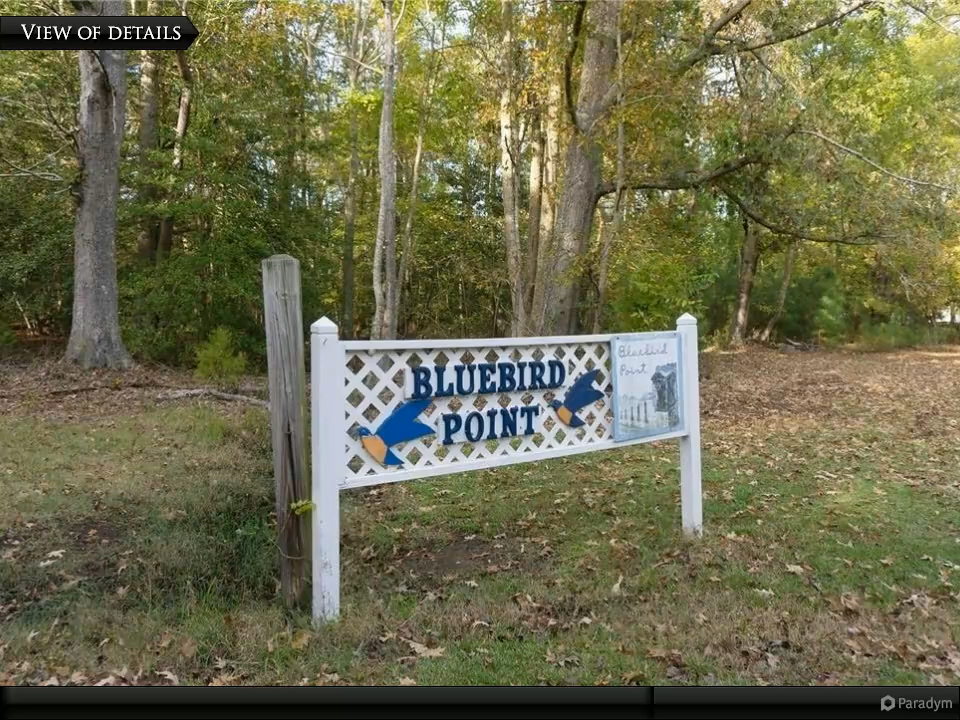 VIEW OF DETAILS
BLUEBIRD
POINT
Bluebird
Point
Paradym